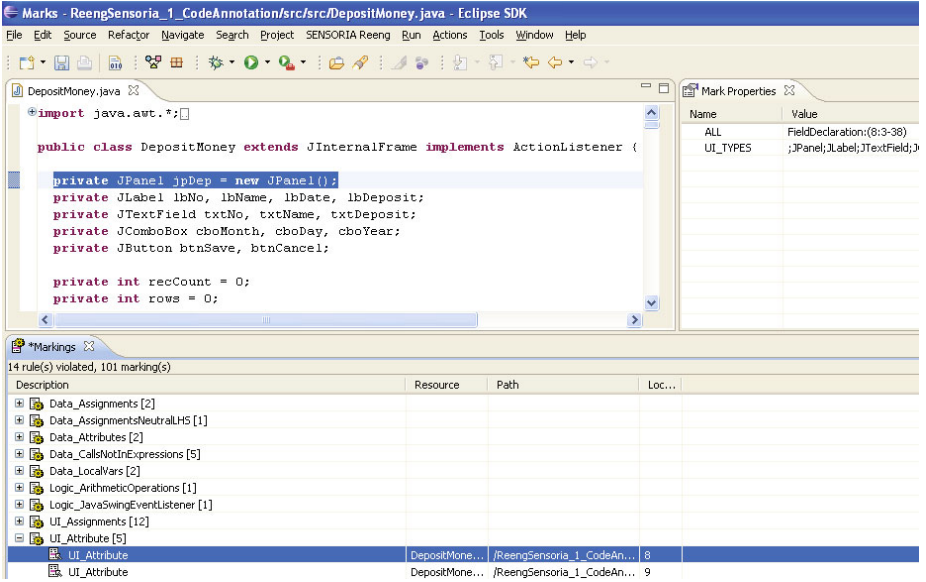 Marks - ReengSensoria_1_CodeAnnotation/src/src/DepositMoney.java - Eclipse SDK
File Edit Source Refactor Navigate Search Project SENSORIA Reeng Run Actions Tools Window Help
DepositMoney.java
import java.awt.*;
public class DepositMoney extends JInternalFrame implements ActionListener {
private JPanel jpDep = new JPanel();
private JLabel lbNo, lbName, lbDate, lbDeposit;
private JTextField txtNo, txtName, txtDeposit;
private JComboBox cboMonth, cboDay, cboYear;
private JButton btnSave, btnCancel;
private int recCount = 0;
private int rows = 0;
Mark Properties
Name Value
ALL FieldDeclaration:(8:3-38)
UI_TYPES ;JPanel;JLabel;JTextField;J
*Markings
14 rule(s) violated, 101 marking(s)
Description Resource Path Loc...
Data_Assignments [2]
Data_AssignmentsNeutralLHS [1]
Data_Attributes [2]
Data_CallsNotInExpressions [5]
Data_LocalVars [2]
Logic_ArithmeticOperations [1]
Logic_JavaSwingEventListener [1]
UI_Assignments [12]
UI_Attribute [5]
UI_Attribute DepositMone... /ReengSensoria_1_CodeAn... 8
UI_Attribute DepositMone... /ReengSensoria_1_CodeAn... 9